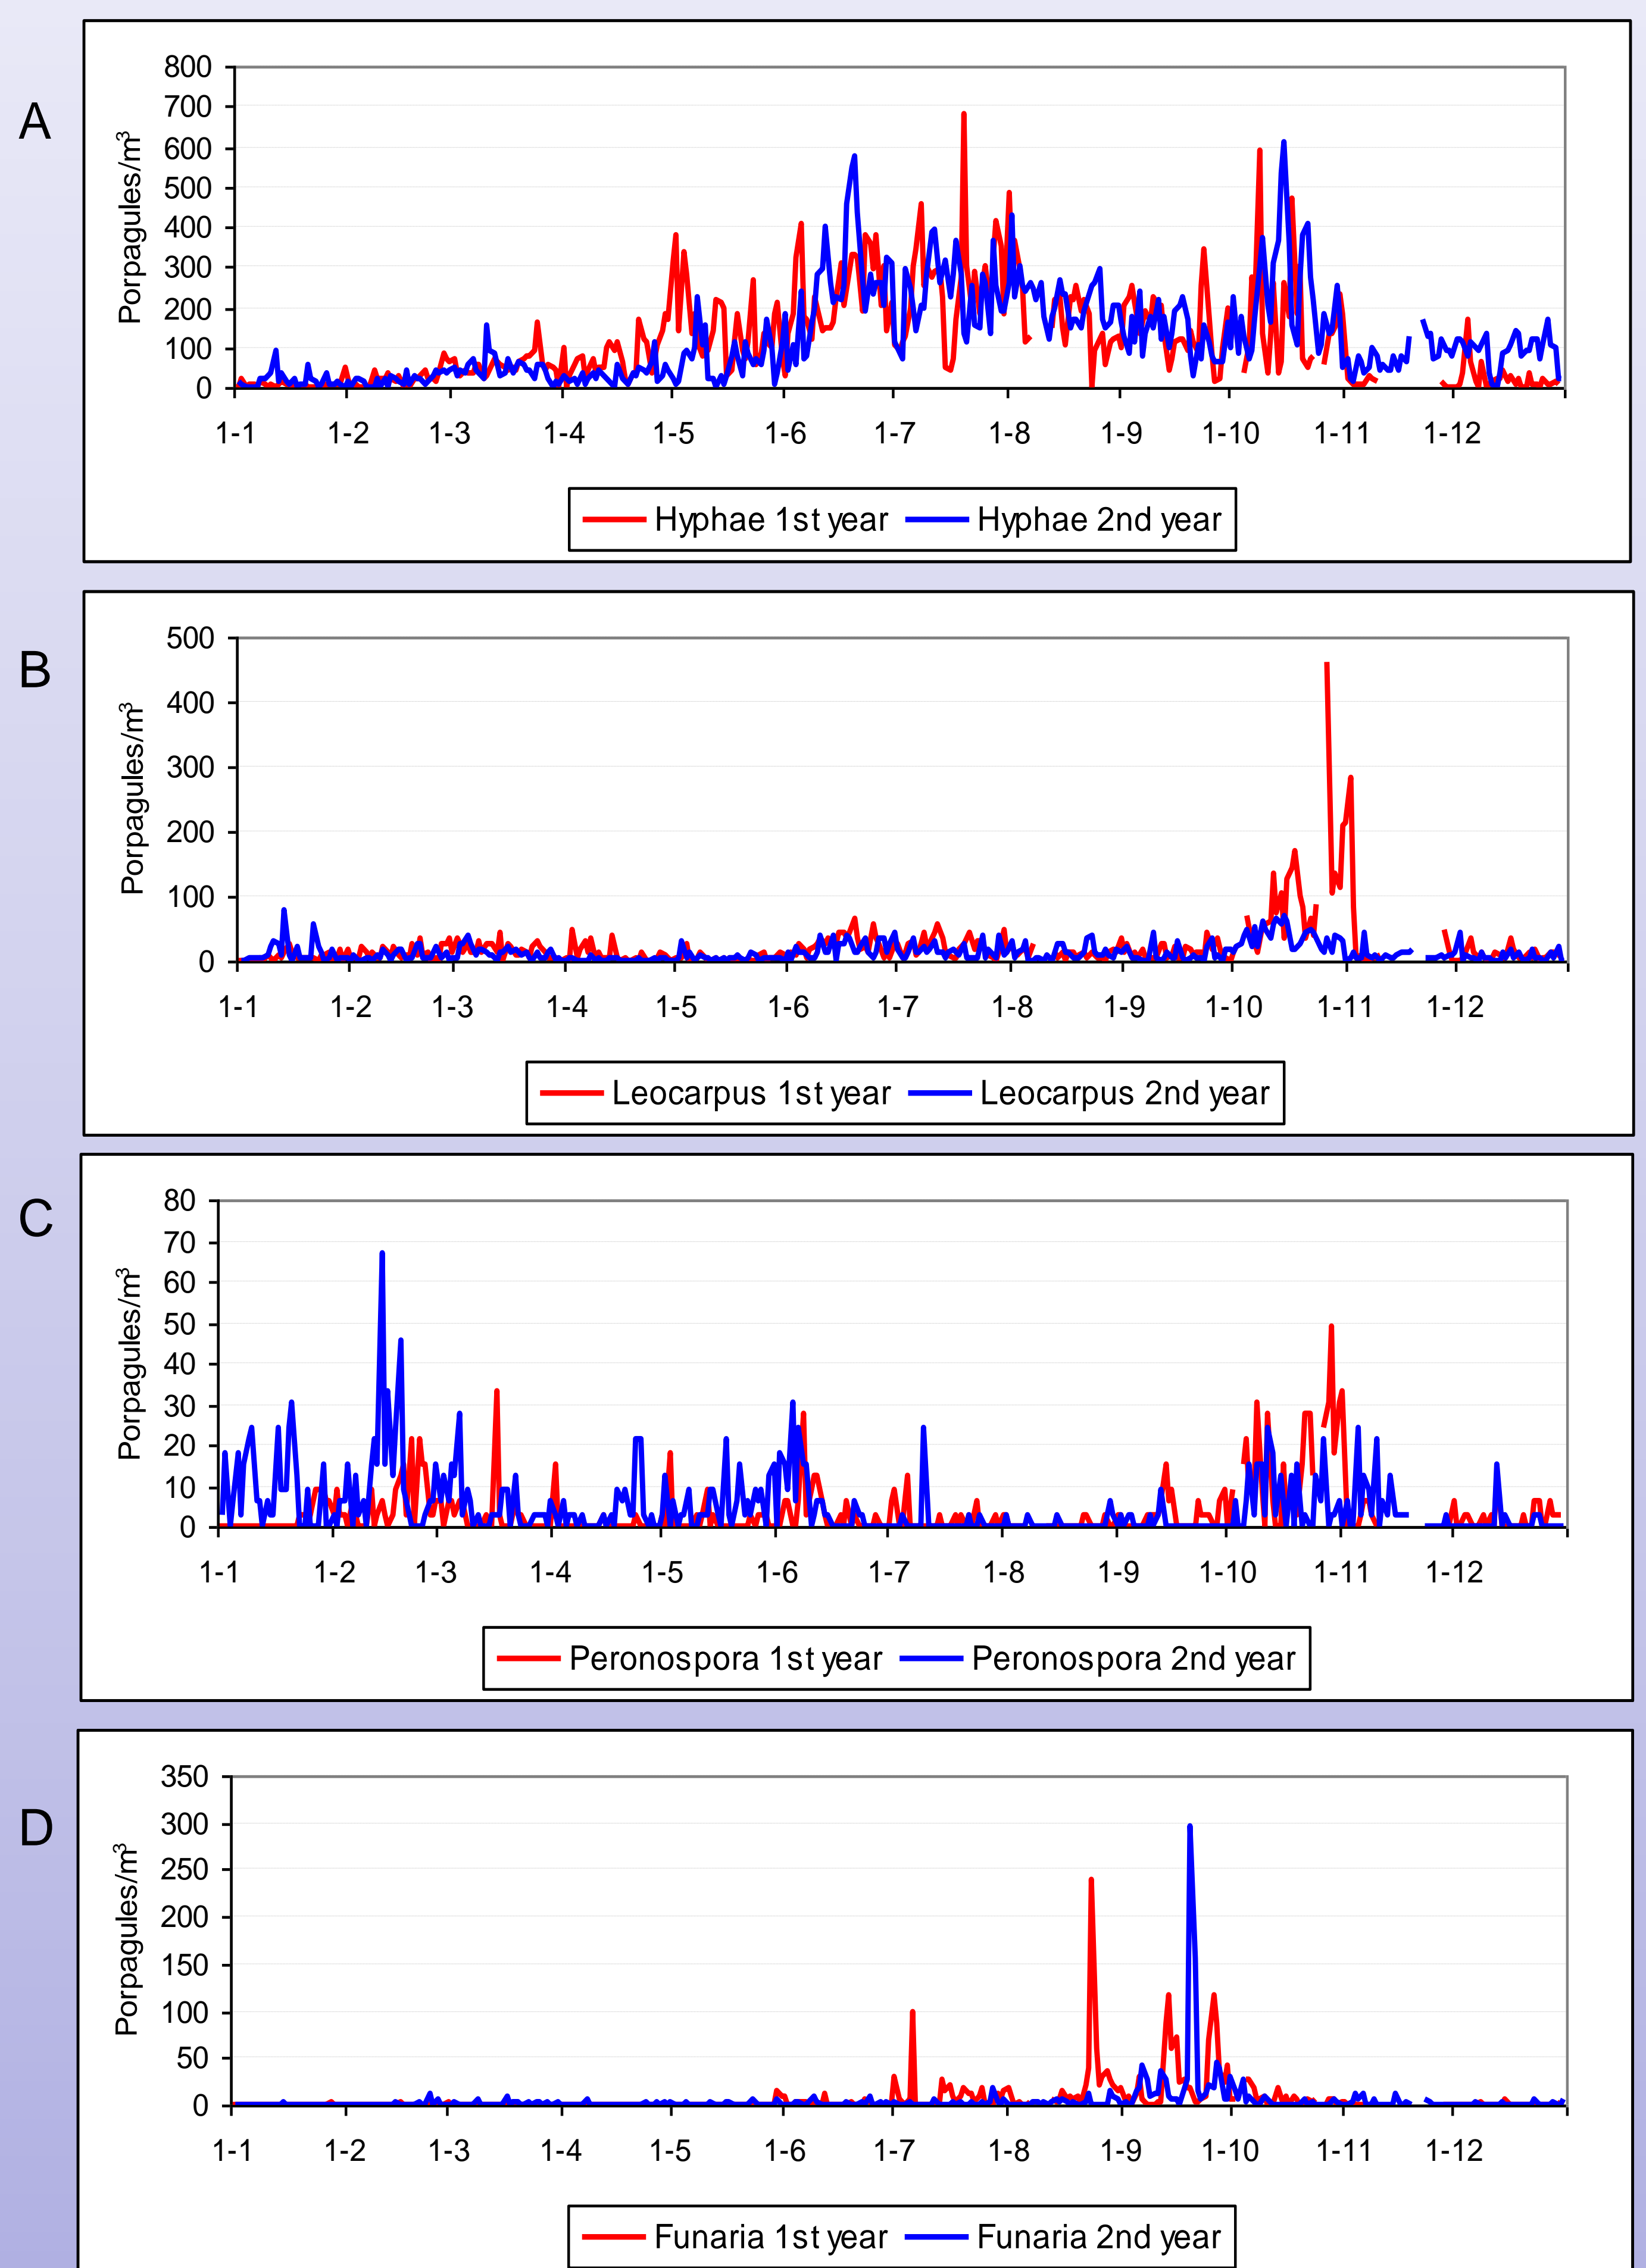 A
Porpagules/m³
800
700
600
500
400
300
200
100
0
1-1 1-2 1-3 1-4 1-5 1-6 1-7 1-8 1-9 1-10 1-11 1-12
Hyphae 1st year Hyphae 2nd year
B
Porpagules/m³
500
400
300
200
100
0
1-1 1-2 1-3 1-4 1-5 1-6 1-7 1-8 1-9 1-10 1-11 1-12
Leocarpus 1st year Leocarpus 2nd year
C
Porpagules/m³
80
70
60
50
40
30
20
10
0
1-1 1-2 1-3 1-4 1-5 1-6 1-7 1-8 1-9 1-10 1-11 1-12
Peronospora 1st year Peronospora 2nd year
D
Porpagules/m³
350
300
250
200
150
100
50
0
1-1 1-2 1-3 1-4 1-5 1-6 1-7 1-8 1-9 1-10 1-11 1-12
Funaria 1st year Funaria 2nd year